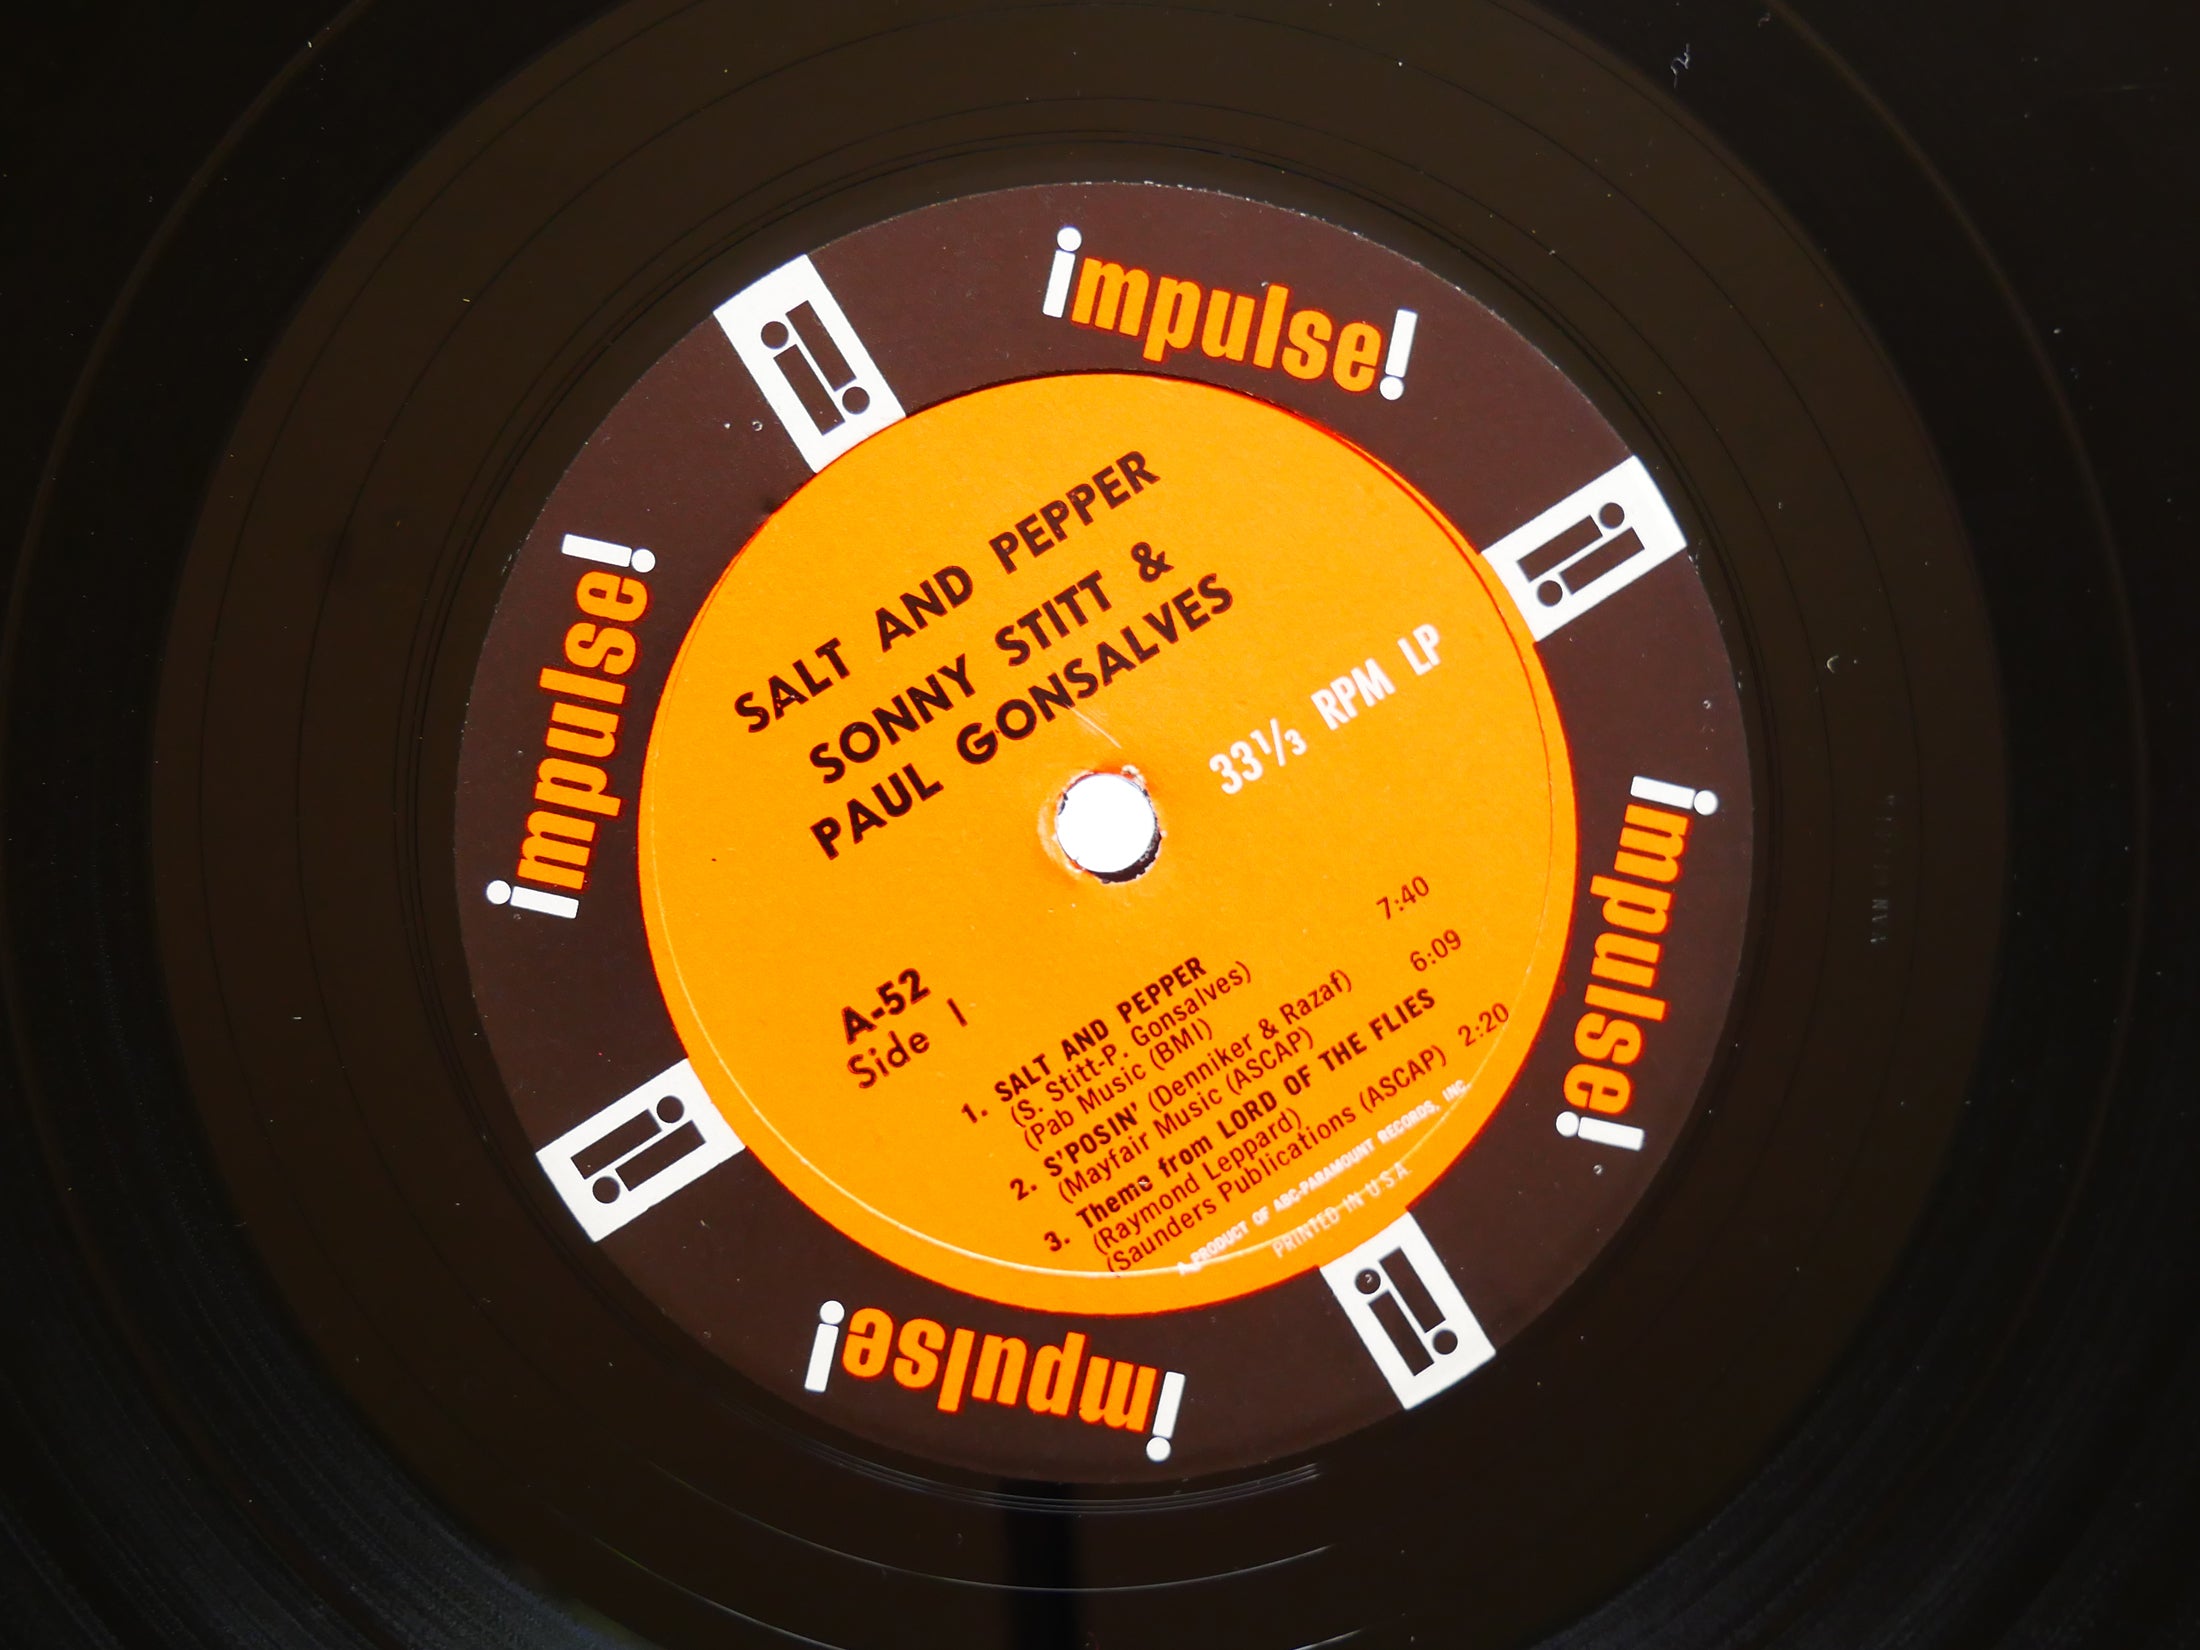 impulse!
impulse!
impulse!
impulse!
i!
i!
i!
i!
SALT AND PEPPER
SONNY STITT &
PAUL GONSALVES
33⅓ RPM LP
A-52
Side 1
1. SALT AND PEPPER 7:40
(S. Stitt-P. Gonsalves)
(Pab Music (BMI)
2. S'POSIN' (Denniker & Razaf) 6:09
(Mayfair Music (ASCAP)
3. Theme from LORD OF THE FLIES
(Raymond Leppard)
(Saunders Publications (ASCAP) 2:20
A PRODUCT OF ABC-PARAMOUNT RECORDS, INC.
PRINTED IN U.S.A.